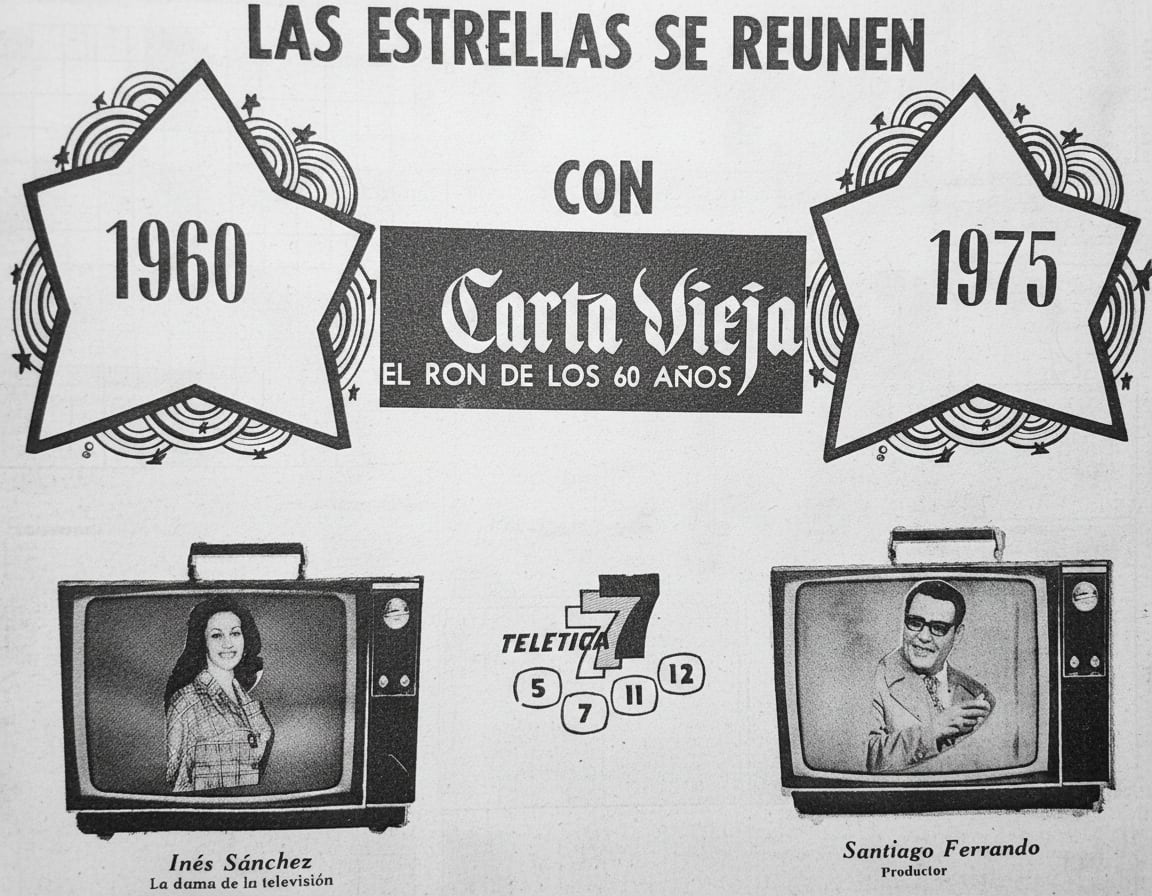 LAS ESTRELLAS SE REUNEN
1960
CON
Carta Vieja
EL RON DE LOS 60 AÑOS
1975
TELETICA 7
5
7
11
12
Inés Sánchez
La dama de la televisión
Santiago Ferrando
Productor